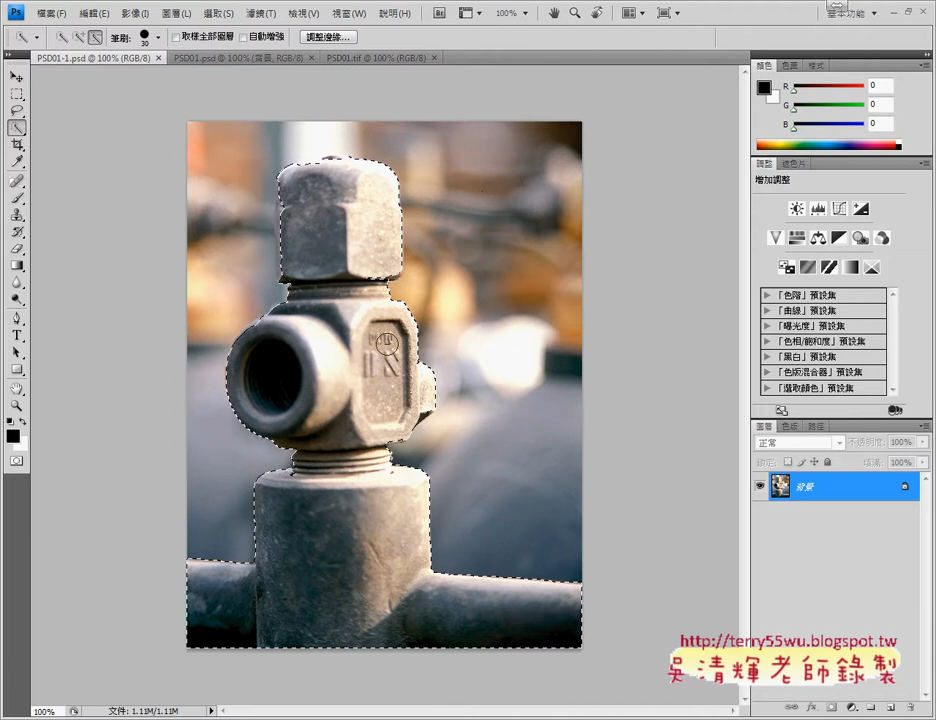 Ps 檔案(F) 編輯(E) 影像(I) 圖層(L) 選取(S) 濾鏡(T) 檢視(V) 視窗(W) 說明(H) Br 100% 基本功能
筆刷: 30 取樣全部圖層 自動增強 調整邊緣...
PSD01-1.psd @ 100% (RGB/8) × PSD01.psd @ 100% (背景, RGB/8) × PSD01.tif @ 100% (RGB/8) ×
顏色 色票 樣式
R 0
G 0
B 0
調整 遮色片
增加調整
「色階」預設集
「曲線」預設集
「曝光度」預設集
「色相/飽和度」預設集
「黑白」預設集
「色版混合器」預設集
「選取顏色」預設集
圖層 色版 路徑
正常 不透明度: 100%
鎖定: 填滿: 100%
背景
http://terry55wu.blogspot.tw
吳清輝老師錄製
100% 文件: 1.11M/1.11M